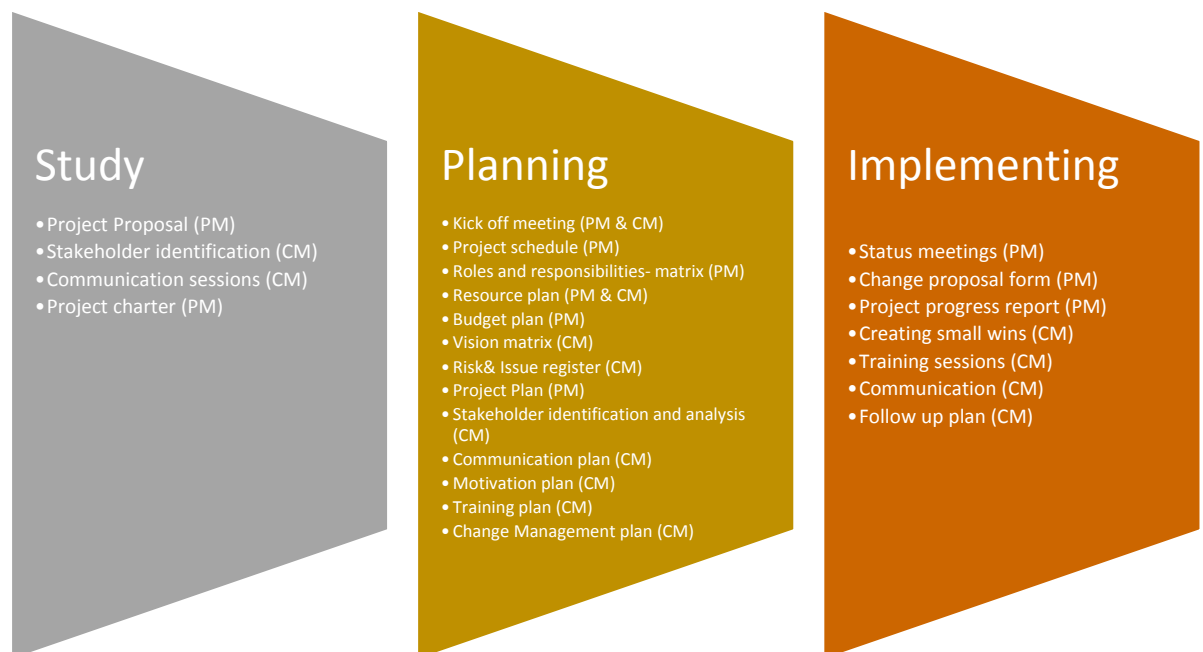 Study
•Project Proposal (PM)
•Stakeholder identification (CM)
•Communication sessions (CM)
•Project charter (PM)
Planning
•Kick off meeting (PM & CM)
•Project schedule (PM)
•Roles and responsibilities- matrix (PM)
•Resource plan (PM & CM)
•Budget plan (PM)
•Vision matrix (CM)
•Risk& Issue register (CM)
•Project Plan (PM)
•Stakeholder identification and analysis
(CM)
•Communication plan (CM)
•Motivation plan (CM)
•Training plan (CM)
•Change Management plan (CM)
Implementing
•Status meetings (PM)
•Change proposal form (PM)
•Project progress report (PM)
•Creating small wins (CM)
•Training sessions (CM)
•Communication (CM)
•Follow up plan (CM)